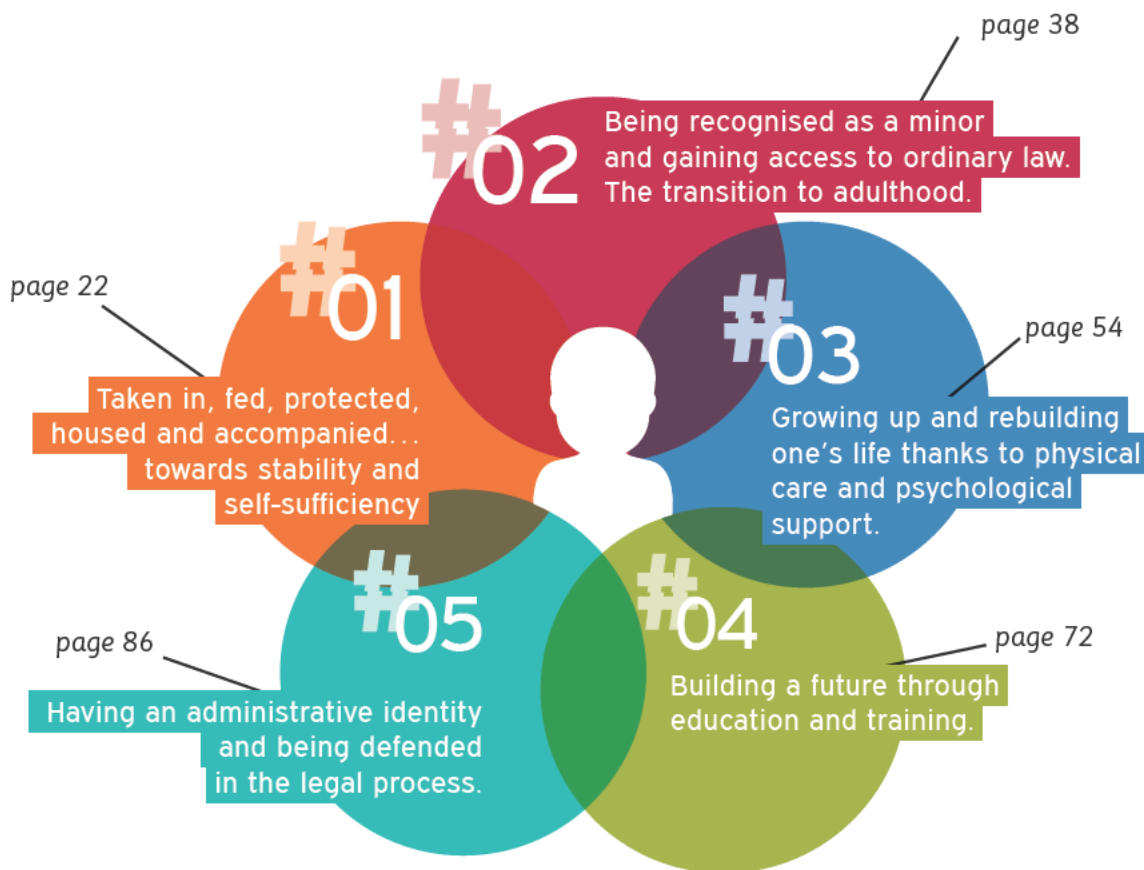 page 38
#02
Being recognised as a minor
and gaining access to ordinary law.
The transition to adulthood.
page 22
#01
Taken in, fed, protected,
housed and accompanied...
towards stability and
self-sufficiency
page 54
#03
Growing up and rebuilding
one's life thanks to physical
care and psychological
support.
page 72
#04
Building a future through
education and training.
page 86
#05
Having an administrative identity
and being defended
in the legal process.